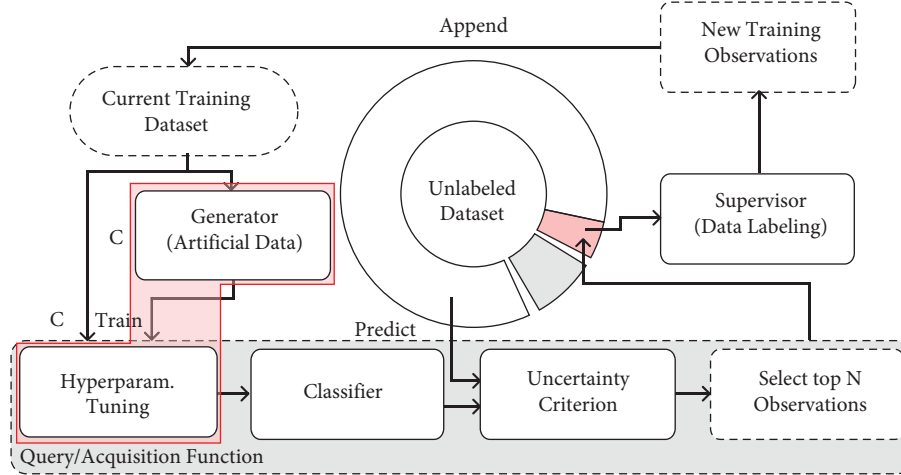 Append
New Training
Observations
Current Training
Dataset
Unlabeled
Dataset
Supervisor
(Data Labeling)
Generator
(Artificial Data)
C
C
Train
Predict
Hyperparam.
Tuning
Classifier
Uncertainty
Criterion
Select top N
Observations
Query/Acquisition Function